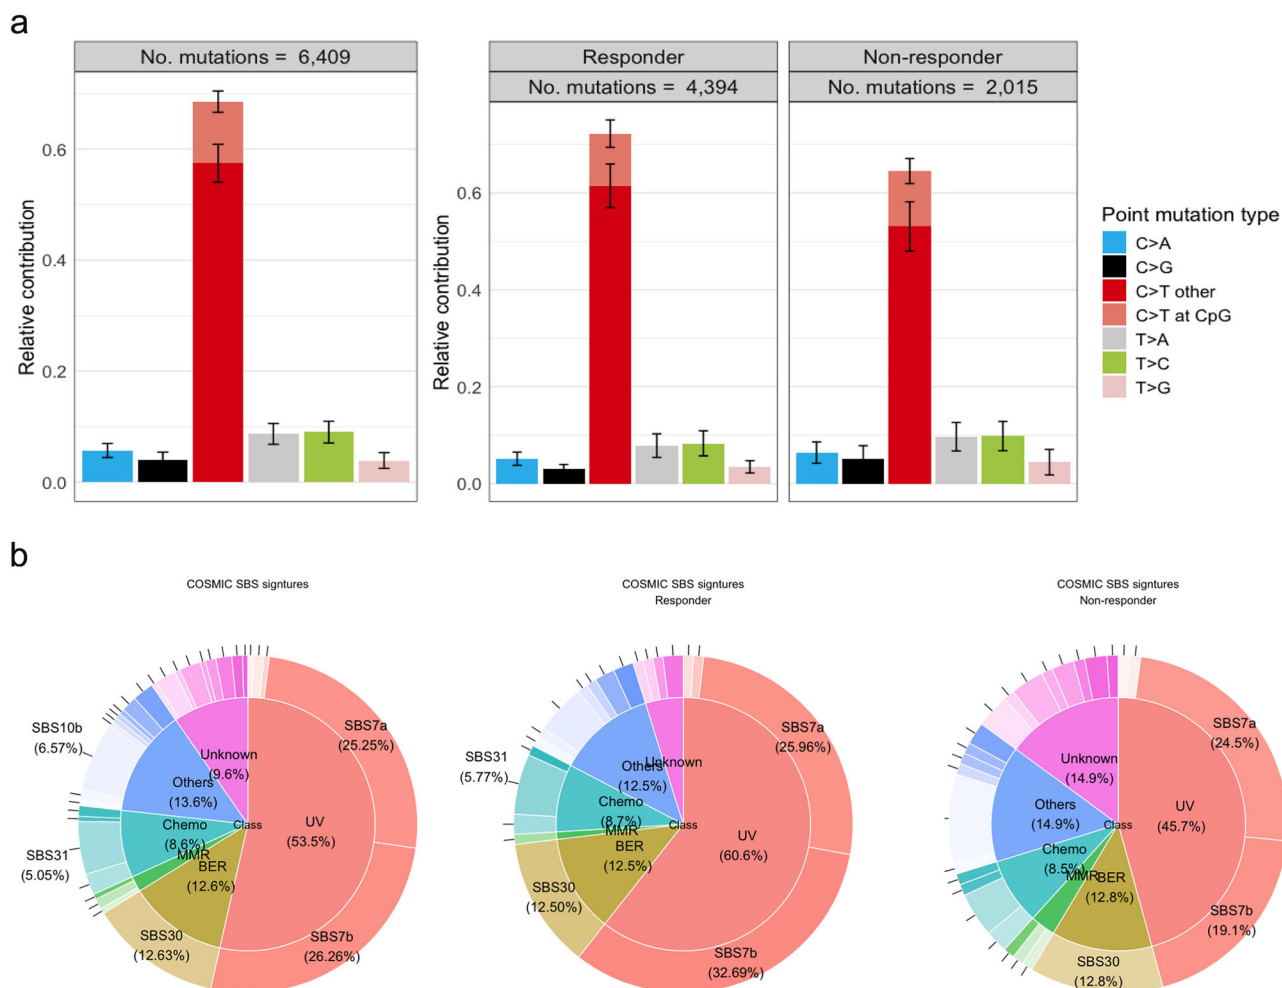 a
No. mutations = 6,409
Responder
Non-responder
No. mutations = 4,394
No. mutations = 2,015
Relative contribution
0.6
0.4
0.2
0.0
Relative contribution
0.6
0.4
0.2
0.0
Point mutation type
C>A
C>G
C>T other
C>T at CpG
T>A
T>C
T>G
b
COSMIC SBS signtures
SBS7a
(25.25%)
SBS10b
(6.57%)
Unknown
(9.6%)
Others
(13.6%)
Chemo
(8.6%)
Class
UV
(53.5%)
MMR
BER
(12.6%)
SBS31
(5.05%)
SBS30
(12.63%)
SBS7b
(26.26%)
COSMIC SBS signtures
Responder
SBS7a
(25.96%)
SBS31
(5.77%)
Unknown
Others
(12.5%)
Chemo
(8.7%)
Class
MMR
BER
(12.5%)
UV
(60.6%)
SBS30
(12.50%)
SBS7b
(32.69%)
COSMIC SBS signtures
Non-responder
SBS7a
(24.5%)
Unknown
(14.9%)
Others
(14.9%)
UV
(45.7%)
Class
Chemo
(8.5%)
MMR
BER
(12.8%)
SBS7b
(19.1%)
SBS30
(12.8%)